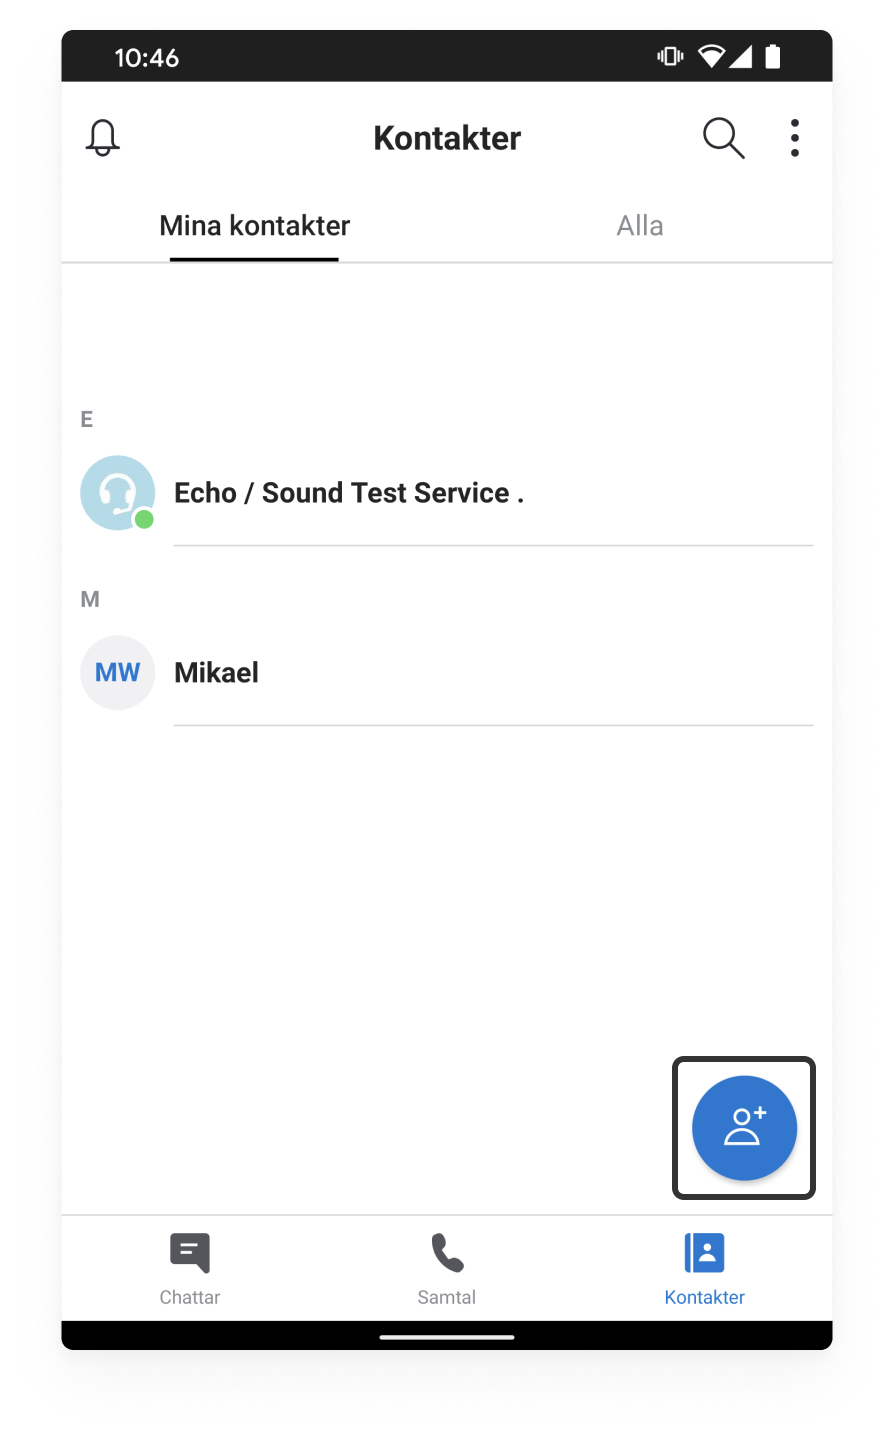 10:46
Kontakter
Mina kontakter
Alla
E
Echo / Sound Test Service .
M
MW
Mikael
Chattar
Samtal
Kontakter